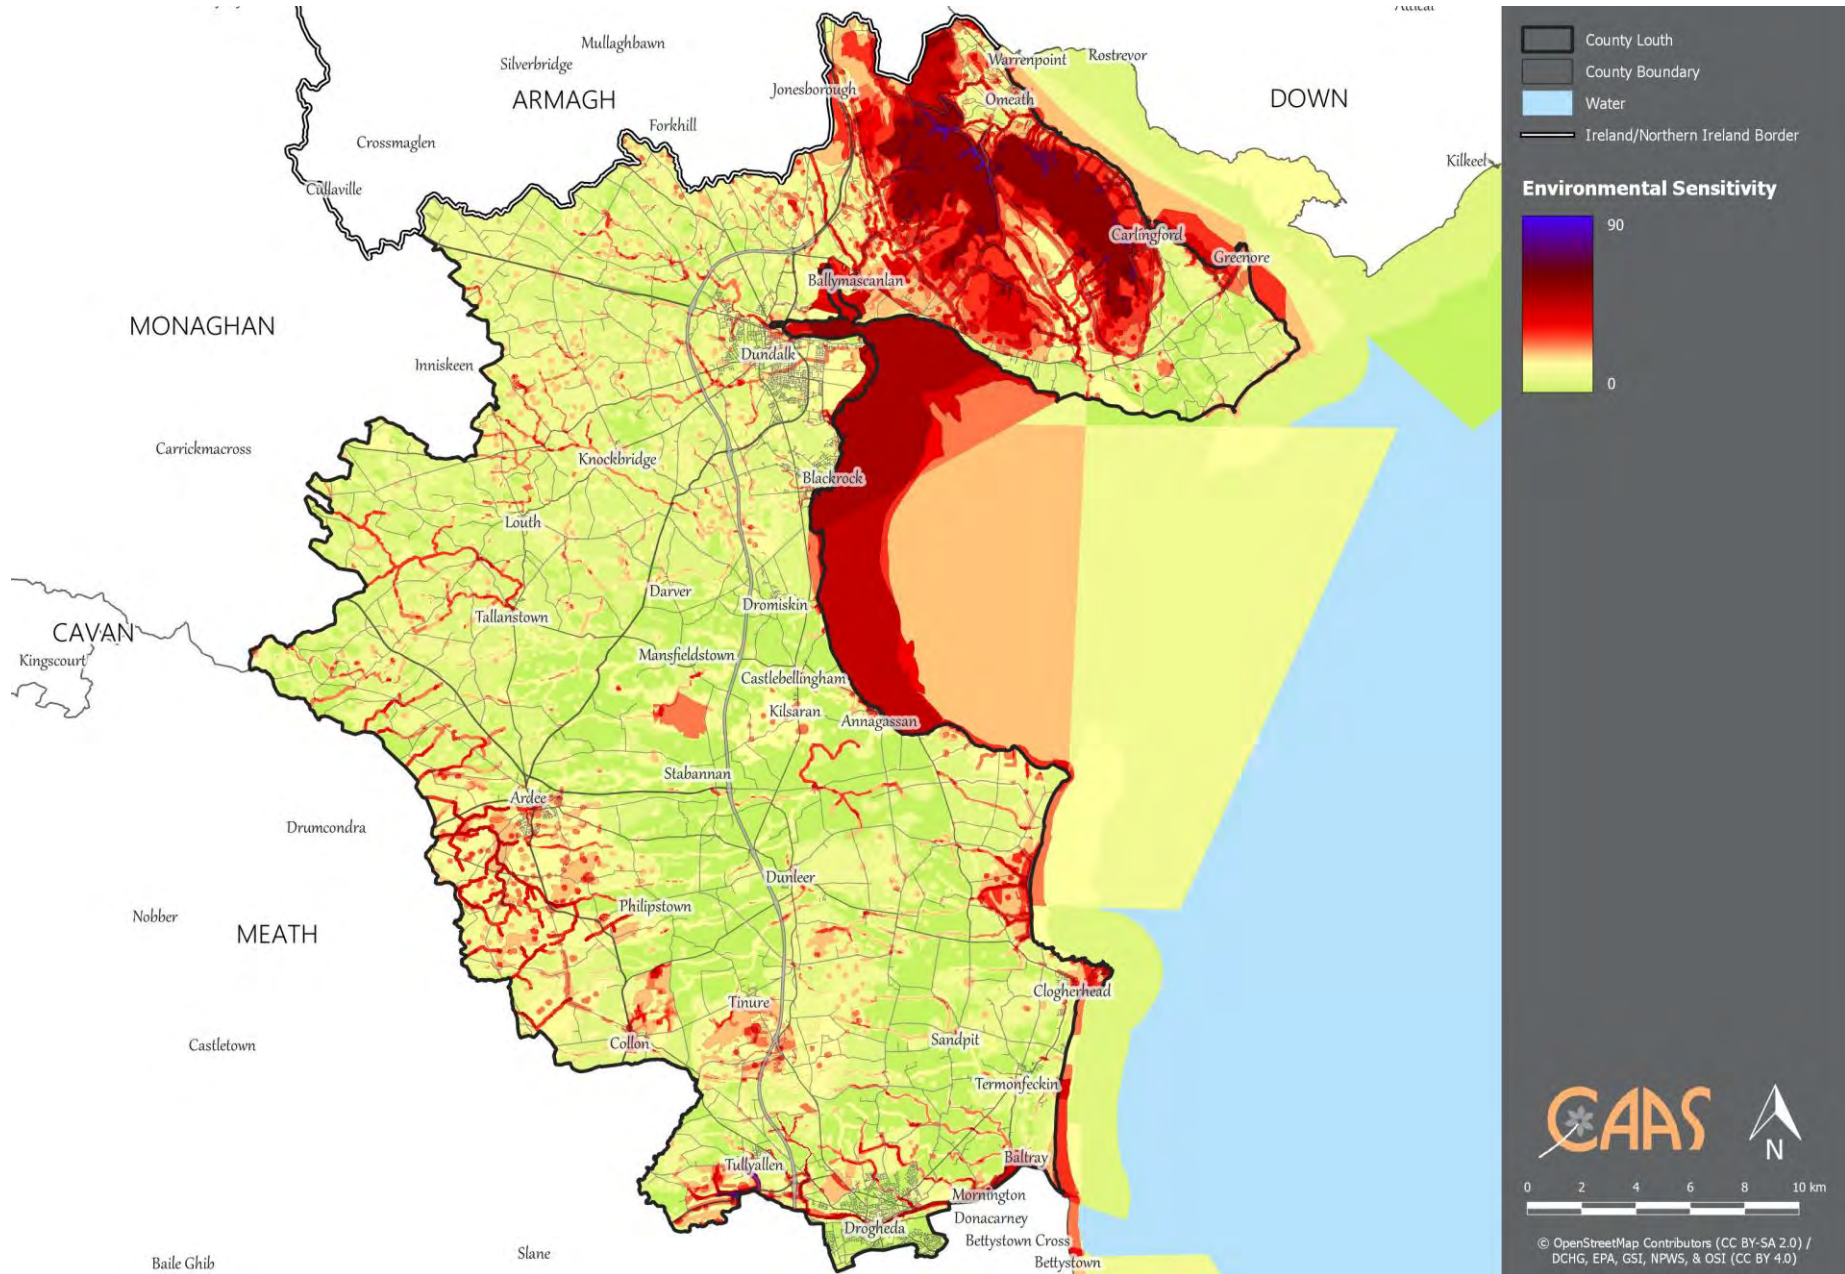 Mullaghbawn
Silverbridge
ARMAGH
Jonesborough
Warrenpoint
Rostrevor
Omeath
DOWN
Forkhill
Crossmaglen
Kilkeel
Cullaville
Carlingford
Greenore
Ballymascanlan
MONAGHAN
Dundalk
Inniskeen
Carrickmacross
Knockbridge
Blackrock
Louth
Darver
Dromiskin
Tallanstown
CAVAN
Kingscourt
Mansfieldstown
Castlebellingham
Kilsaran
Annagassan
Stabannan
Ardee
Drumcondra
Dunleer
Philipstown
Nobber
MEATH
Clogherhead
Tinure
Collon
Sandpit
Castletown
Termonfeckin
Tullyallen
Baltray
Mornington
Donacarney
Drogheda
Bettystown Cross
Bettystown
Slane
Baile Ghib
County Louth
County Boundary
Water
Ireland/Northern Ireland Border
Environmental Sensitivity
90
0
CAAS
N
0 2 4 6 8 10 km
© OpenStreetMap Contributors (CC BY-SA 2.0) /
DCHG, EPA, GSI, NPWS, & OSI (CC BY 4.0)